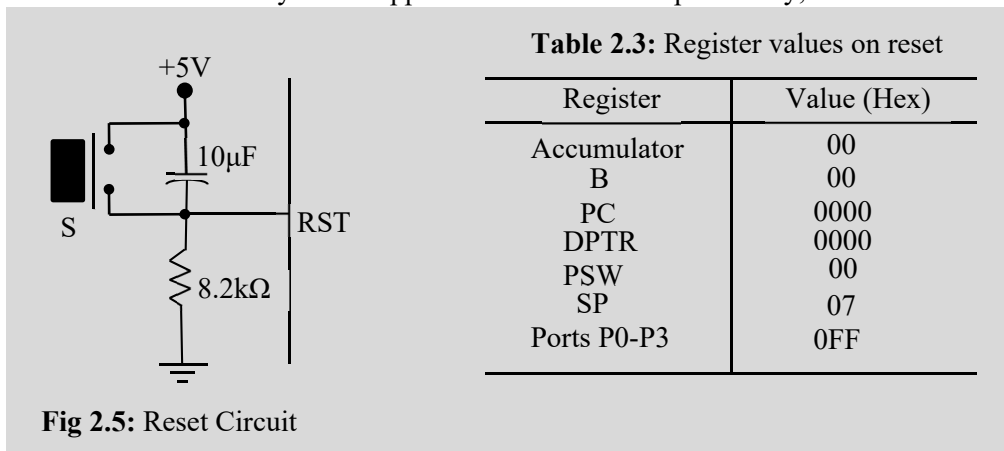 +5V
10μF
S
RST
8.2kΩ
Fig 2.5: Reset Circuit
Table 2.3: Register values on reset
Register Value (Hex)
Accumulator 00
B 00
PC 0000
DPTR 0000
PSW 00
SP 07
Ports P0-P3 0FF